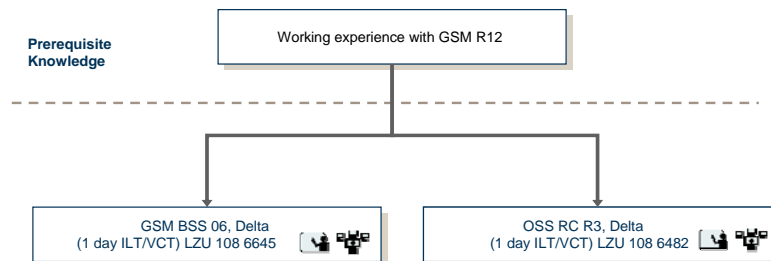 Working experience with GSM R12
Prerequisite
Knowledge
GSM BSS 06, Delta
(1 day ILT/VCT) LZU 108 6645
OSS RC R3, Delta
(1 day ILT/VCT) LZU 108 6482